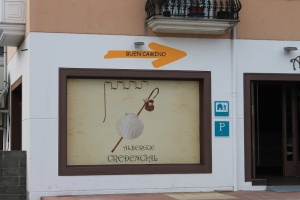 BUEN CAMINO
ALBERGUE
CREDENCIAL
P